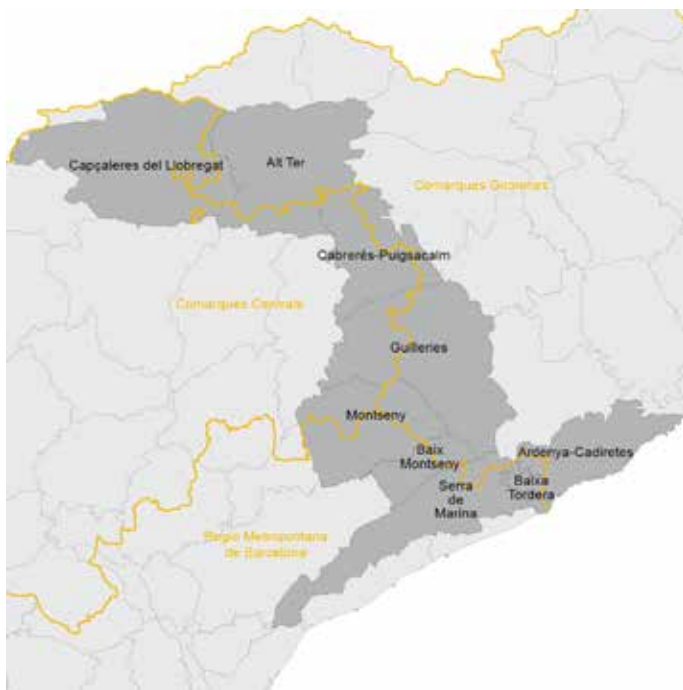 Capçaleres del Llobregat
Alt Ter
Comarques Gironines
Cabrerés-Puigsacalm
Comarques Centrals
Guilleries
Montseny
Baix
Montseny
Ardenya-Cadiretes
Serra
de
Marina
Baixa
Tordera
Regió Metropolitana
de Barcelona